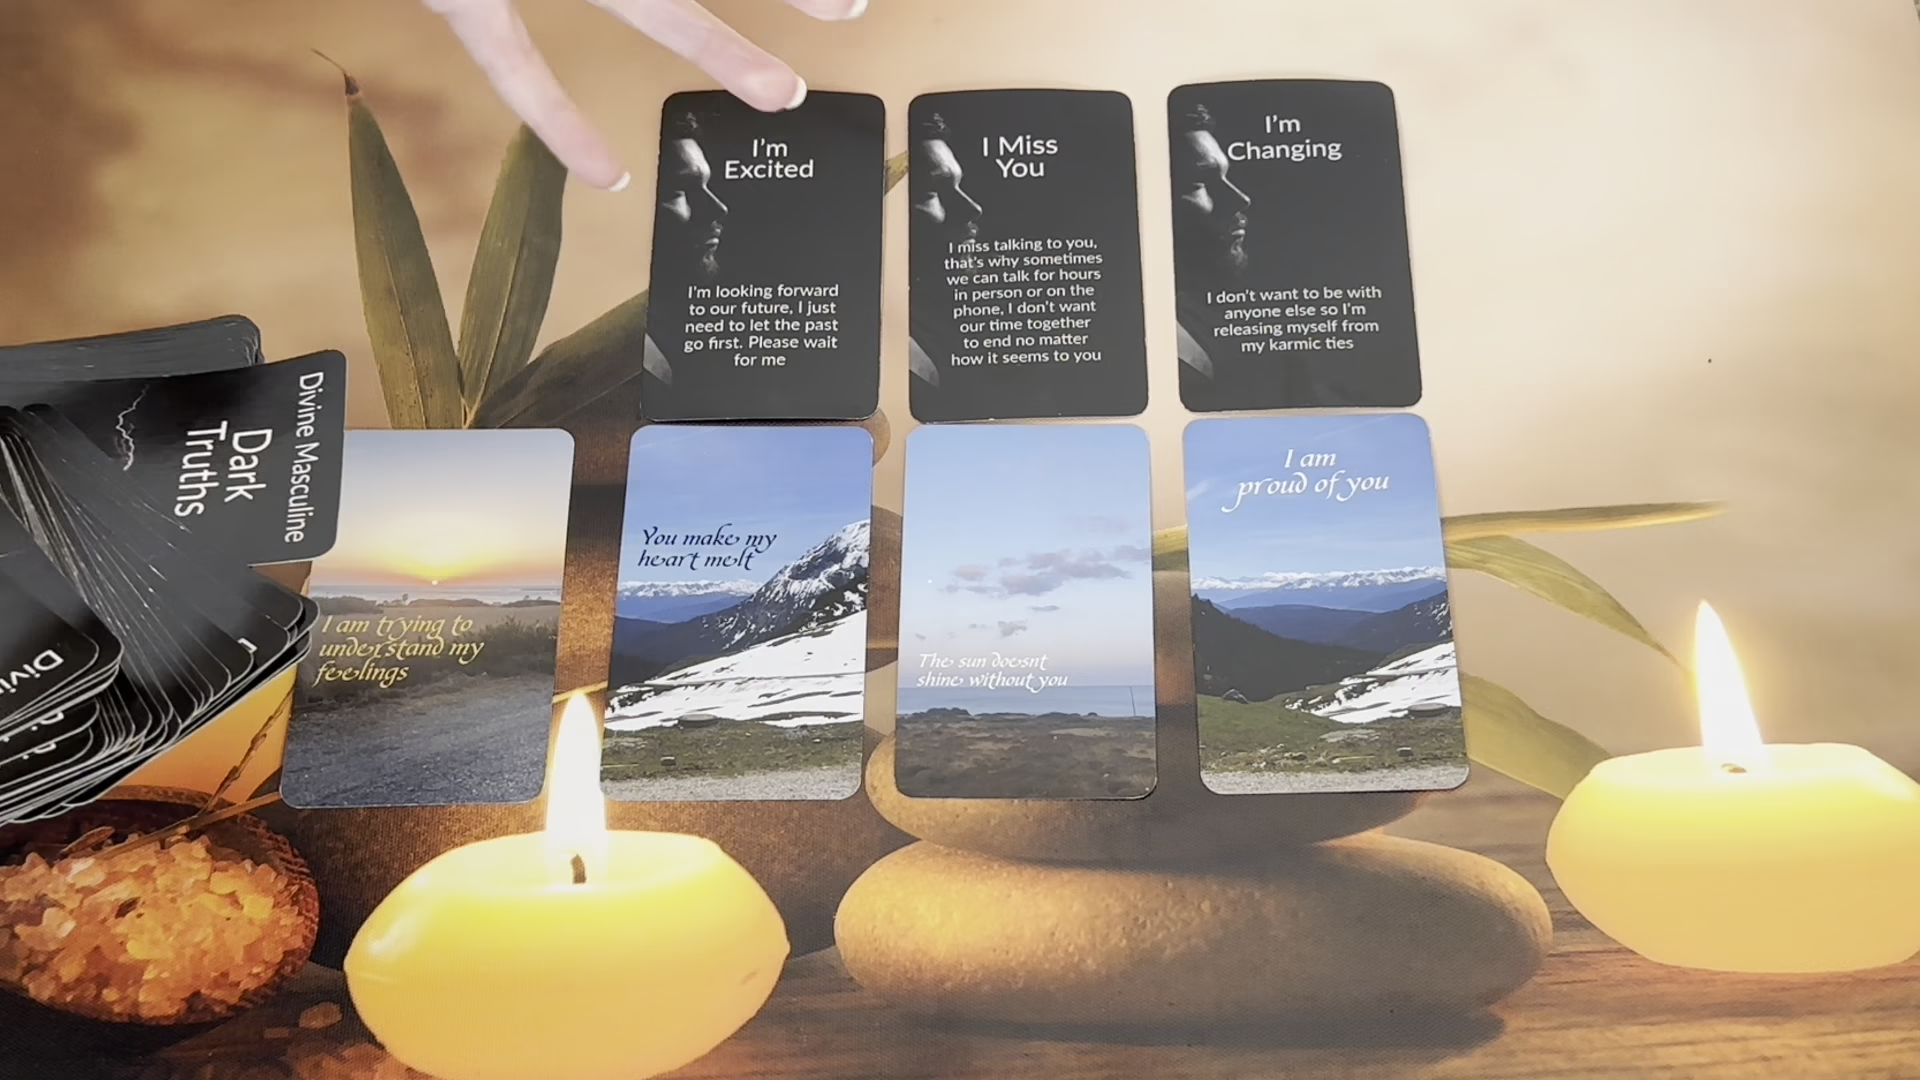 I'm
Excited
I'm looking forward
to our future, I just
need to let the past
go first. Please wait
for me
I Miss
You
I miss talking to you,
that's why sometimes
we can talk for hours
in person or on the
phone, I don't want
our time together
to end no matter
how it seems to you
I'm
Changing
I don't want to be with
anyone else so I'm
releasing myself from
my karmic ties
Divine Masculine
Dark
Truths
I am trying to
understand my
feelings
You make my
heart melt
The sun doesnt
shine without you
I am
proud of you